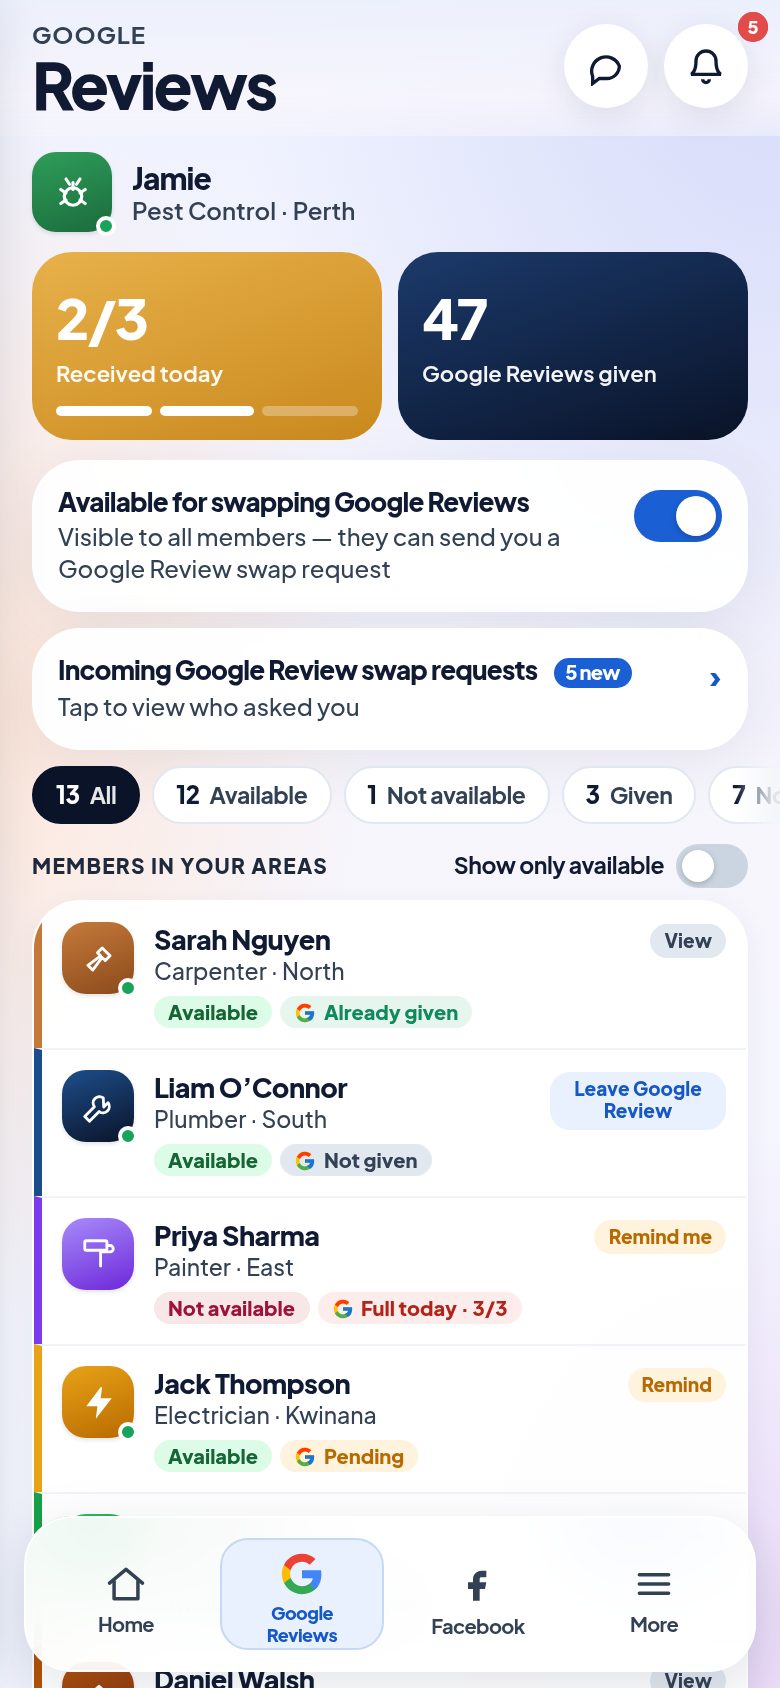 GOOGLE
Reviews
5
Jamie
Pest Control · Perth
2/3
Received today
47
Google Reviews given
Available for swapping Google Reviews
Visible to all members — they can send you a
Google Review swap request
Incoming Google Review swap requests 5 new
Tap to view who asked you
13 All 12 Available 1 Not available 3 Given 7
MEMBERS IN YOUR AREAS Show only available
Sarah Nguyen View
Carpenter · North
Available Already given
Liam O’Connor Leave Google
Review
Plumber · South
Available Not given
Priya Sharma Remind me
Painter · East
Not available Full today · 3/3
Jack Thompson Remind
Electrician · Kwinana
Available Pending
Home
Google
Reviews
Facebook
More
Daniel Walsh View